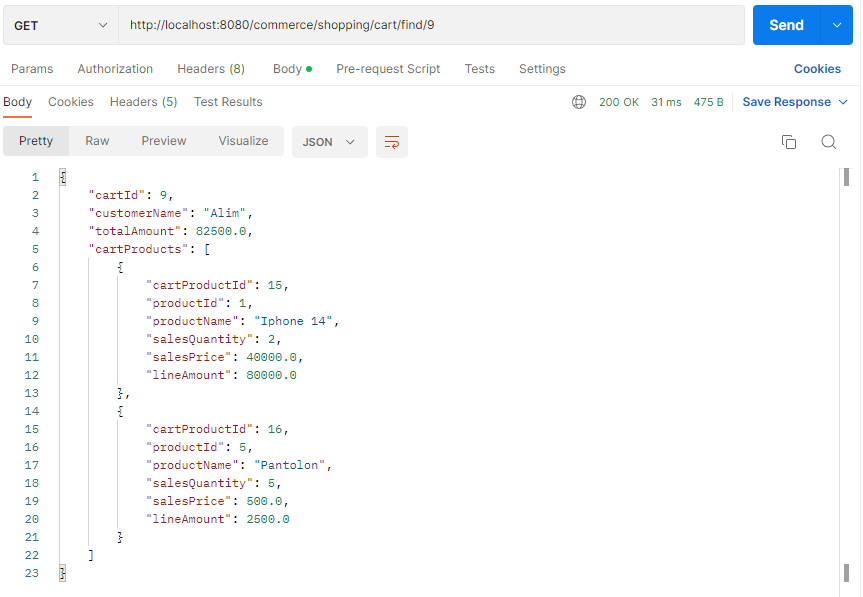 GET http://localhost:8080/commerce/shopping/cart/find/9 Send
Params Authorization Headers (8) Body Pre-request Script Tests Settings Cookies
Body Cookies Headers (5) Test Results 200 OK 31 ms 475 B Save Response
Pretty Raw Preview Visualize JSON
1 {
2 "cartId": 9,
3 "customerName": "Alim",
4 "totalAmount": 82500.0,
5 "cartProducts": [
6 {
7 "cartProductId": 15,
8 "productId": 1,
9 "productName": "Iphone 14",
10 "salesQuantity": 2,
11 "salesPrice": 40000.0,
12 "lineAmount": 80000.0
13 },
14 {
15 "cartProductId": 16,
16 "productId": 5,
17 "productName": "Pantolon",
18 "salesQuantity": 5,
19 "salesPrice": 500.0,
20 "lineAmount": 2500.0
21 }
22 ]
23 }